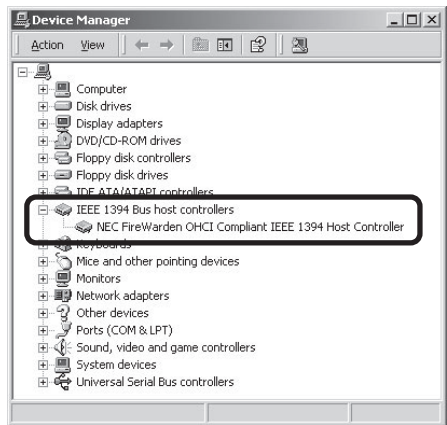 Device Manager
Action View
Computer
Disk drives
Display adapters
DVD/CD-ROM drives
Floppy disk controllers
Floppy disk drives
IDE ATA/ATAPI controllers
IEEE 1394 Bus host controllers
NEC FireWarden OHCI Compliant IEEE 1394 Host Controller
Keyboards
Mice and other pointing devices
Monitors
Network adapters
Other devices
Ports (COM & LPT)
Sound, video and game controllers
System devices
Universal Serial Bus controllers